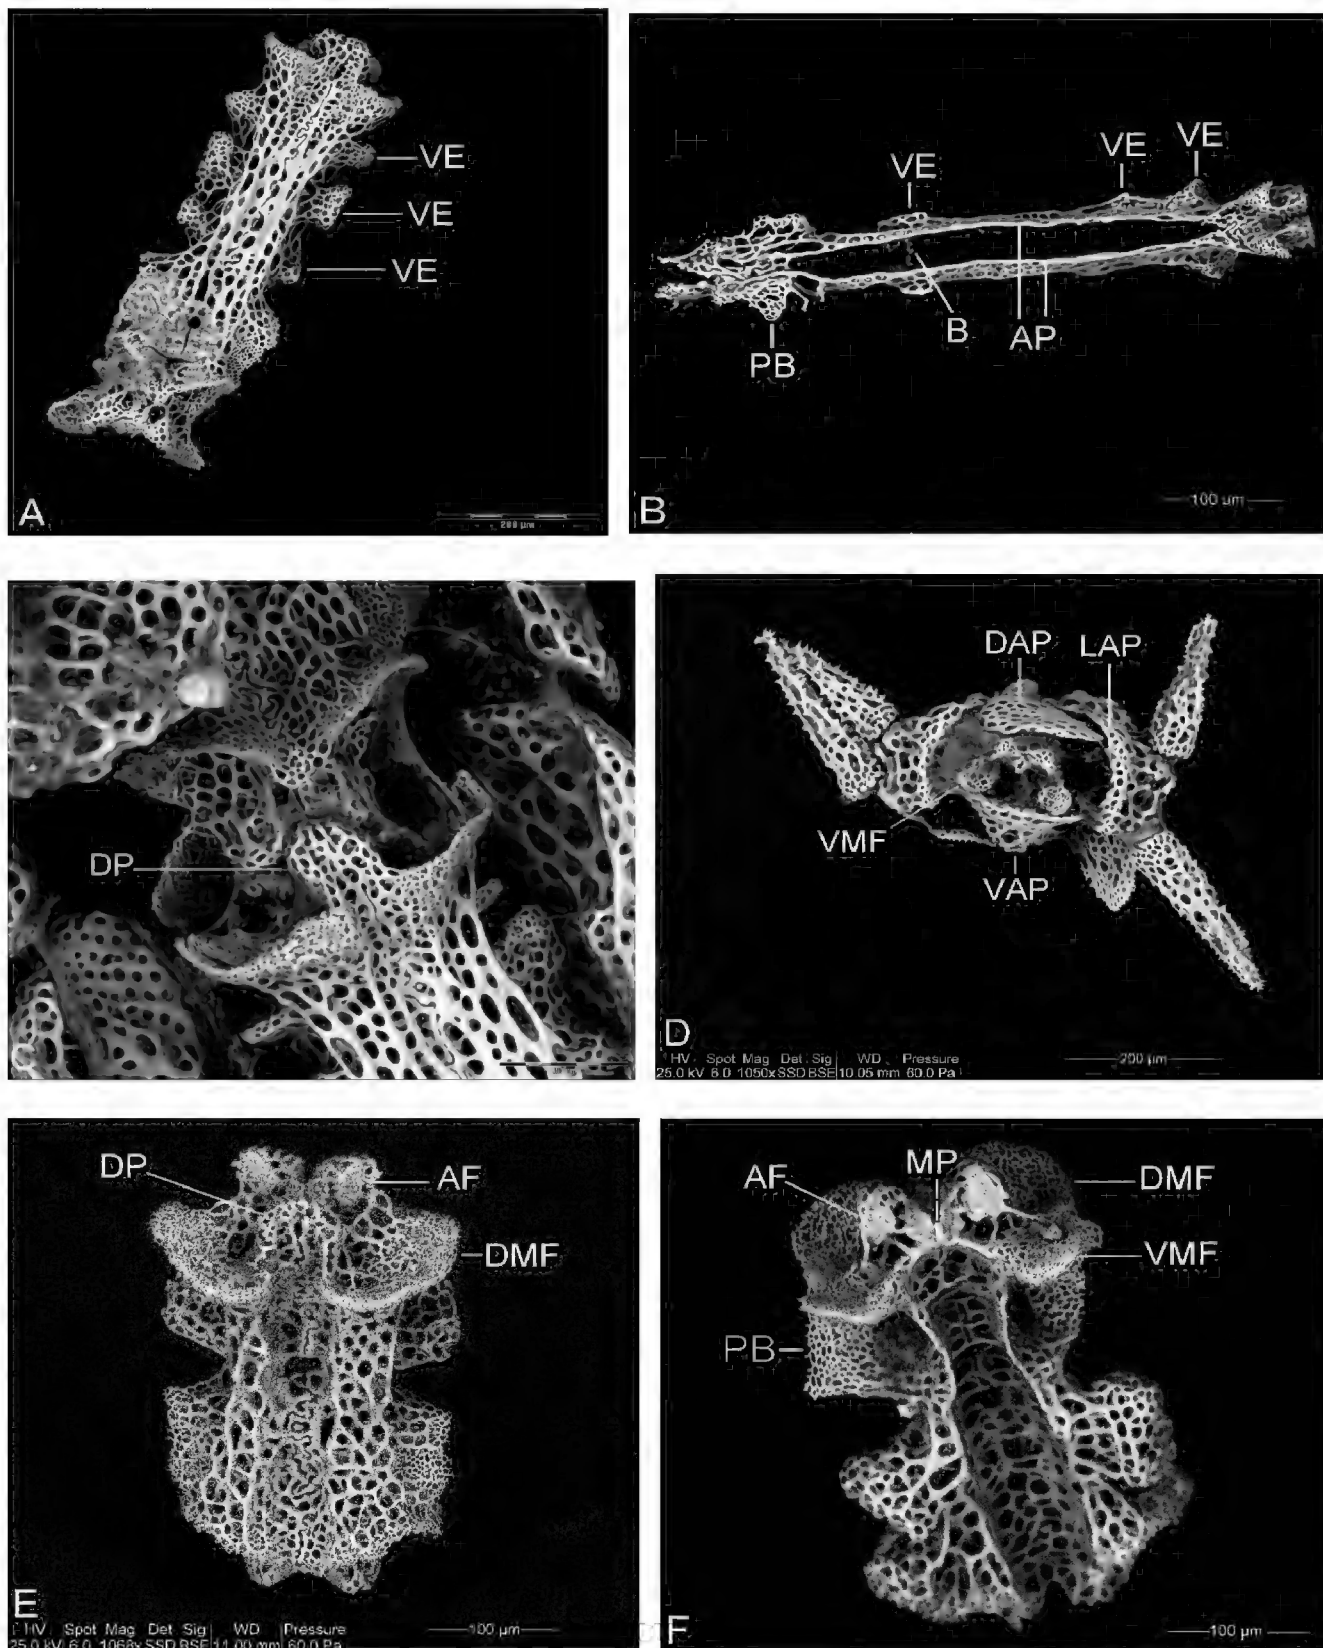 VE
VE
VE
A
200 µm
VE
VE
VE
B
AP
PB
B
100 µm
DP
C
DAP
LAP
VMF
VAP
D
HV Spot Mag Det Sig WD Pressure
25.0 kV 6.0 1050x SSD BSE 10.05 mm 60.0 Pa
200 µm
DP
AF
DMF
E
HV Spot Mag Det Sig WD Pressure
25.0 kV 6.0 1068x SSD BSE 11.00 mm 60.0 Pa
100 µm
AF
MP
DMF
VMF
PB
F
100 µm